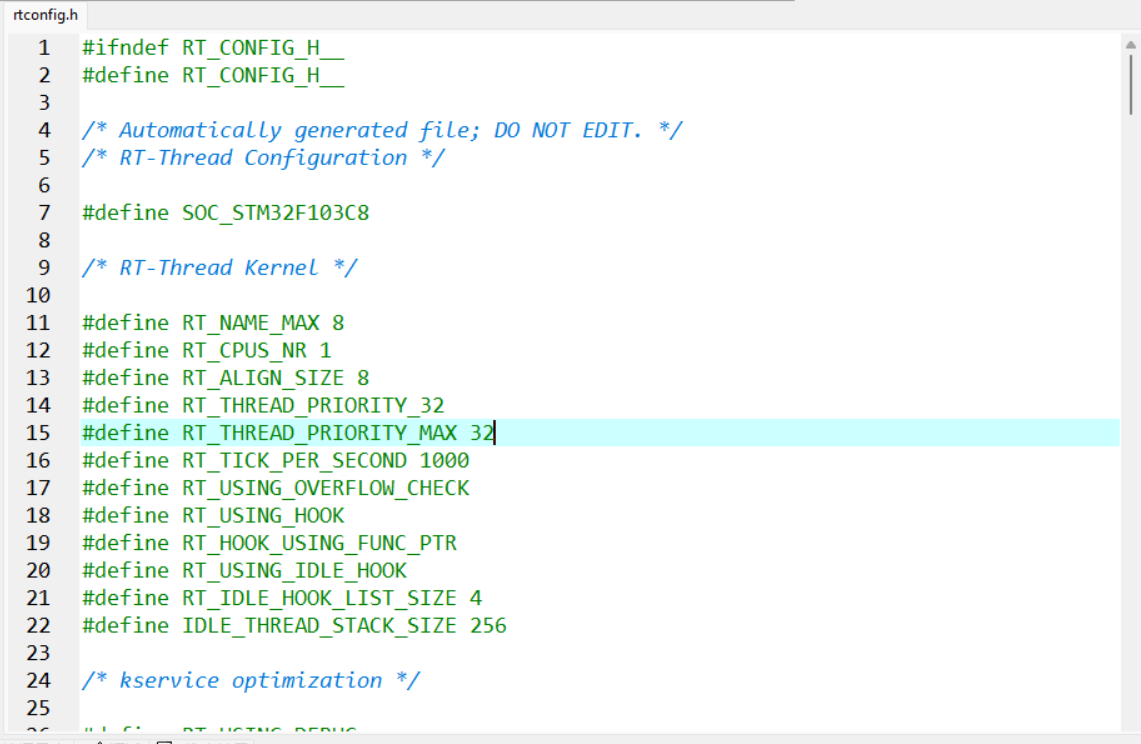 rtconfig.h
1 #ifndef RT_CONFIG_H__
2 #define RT_CONFIG_H__
3
4 /* Automatically generated file; DO NOT EDIT. */
5 /* RT-Thread Configuration */
6
7 #define SOC_STM32F103C8
8
9 /* RT-Thread Kernel */
10
11 #define RT_NAME_MAX 8
12 #define RT_CPUS_NR 1
13 #define RT_ALIGN_SIZE 8
14 #define RT_THREAD_PRIORITY_32
15 #define RT_THREAD_PRIORITY_MAX 32
16 #define RT_TICK_PER_SECOND 1000
17 #define RT_USING_OVERFLOW_CHECK
18 #define RT_USING_HOOK
19 #define RT_HOOK_USING_FUNC_PTR
20 #define RT_USING_IDLE_HOOK
21 #define RT_IDLE_HOOK_LIST_SIZE 4
22 #define IDLE_THREAD_STACK_SIZE 256
23
24 /* kservice optimization */
25
26 #define RT_USING_DEBUG